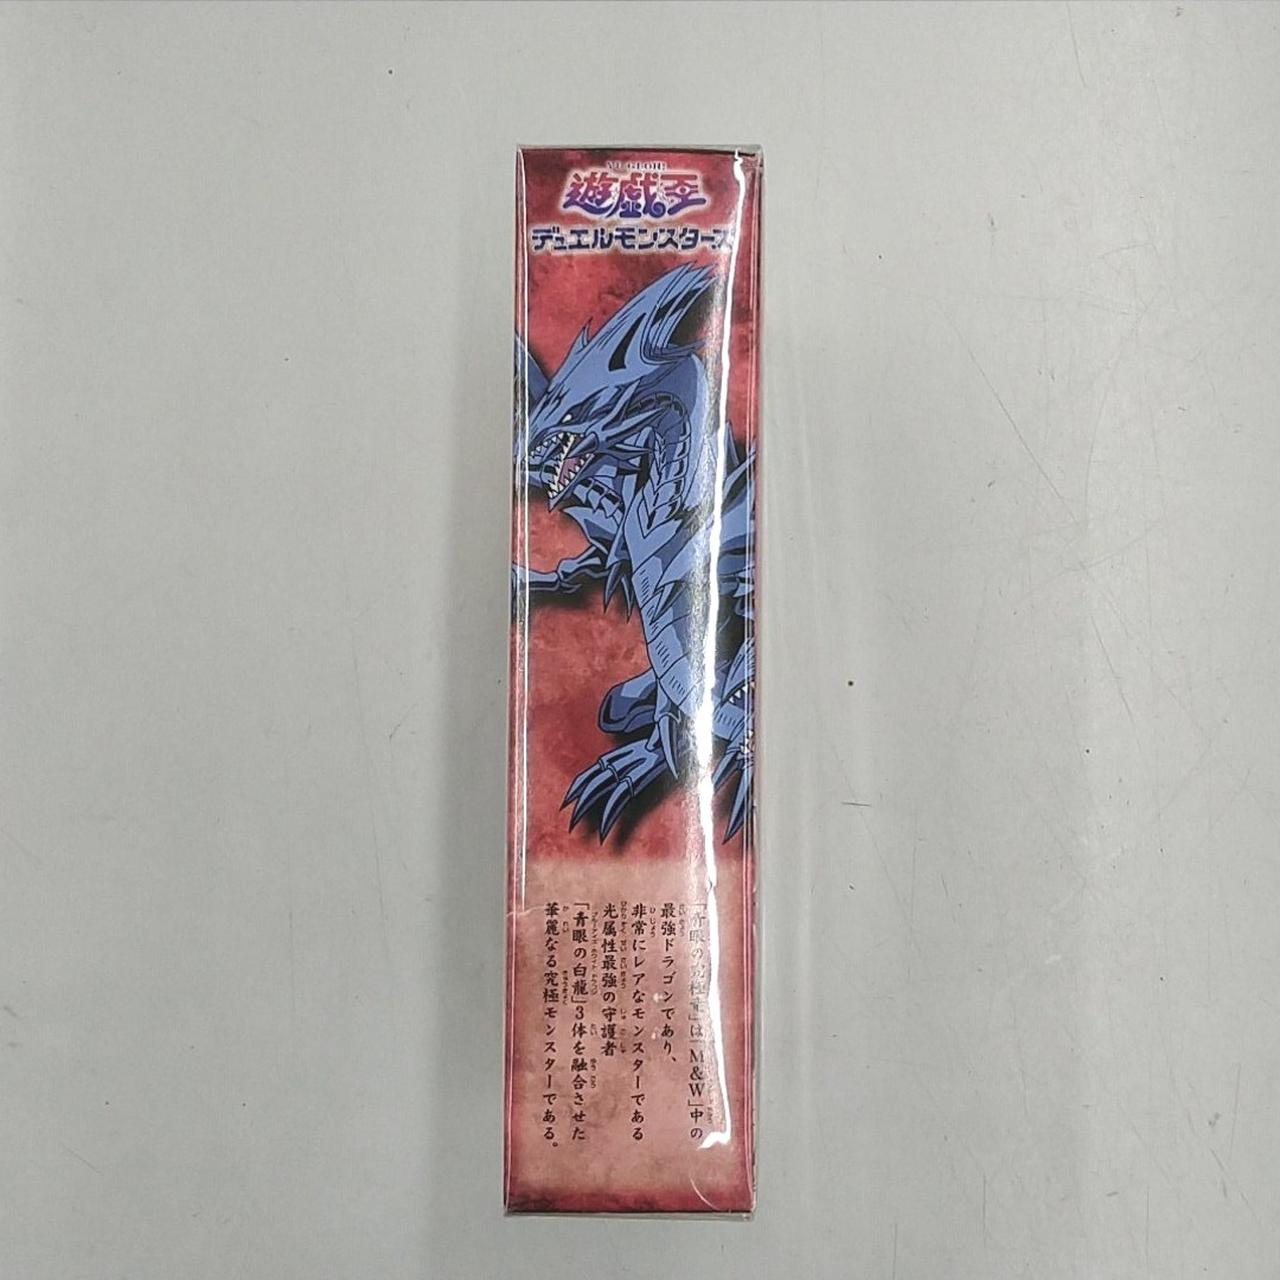 YU-GI-OH!
遊戯王
デュエルモンスターズ
「青眼の究極竜」は「M&W」中の
最強ドラゴンであり、
非常にレアなモンスターである
光属性最強の守護者
「青眼の白龍」3体を融合させた
華麗なる究極モンスターである。